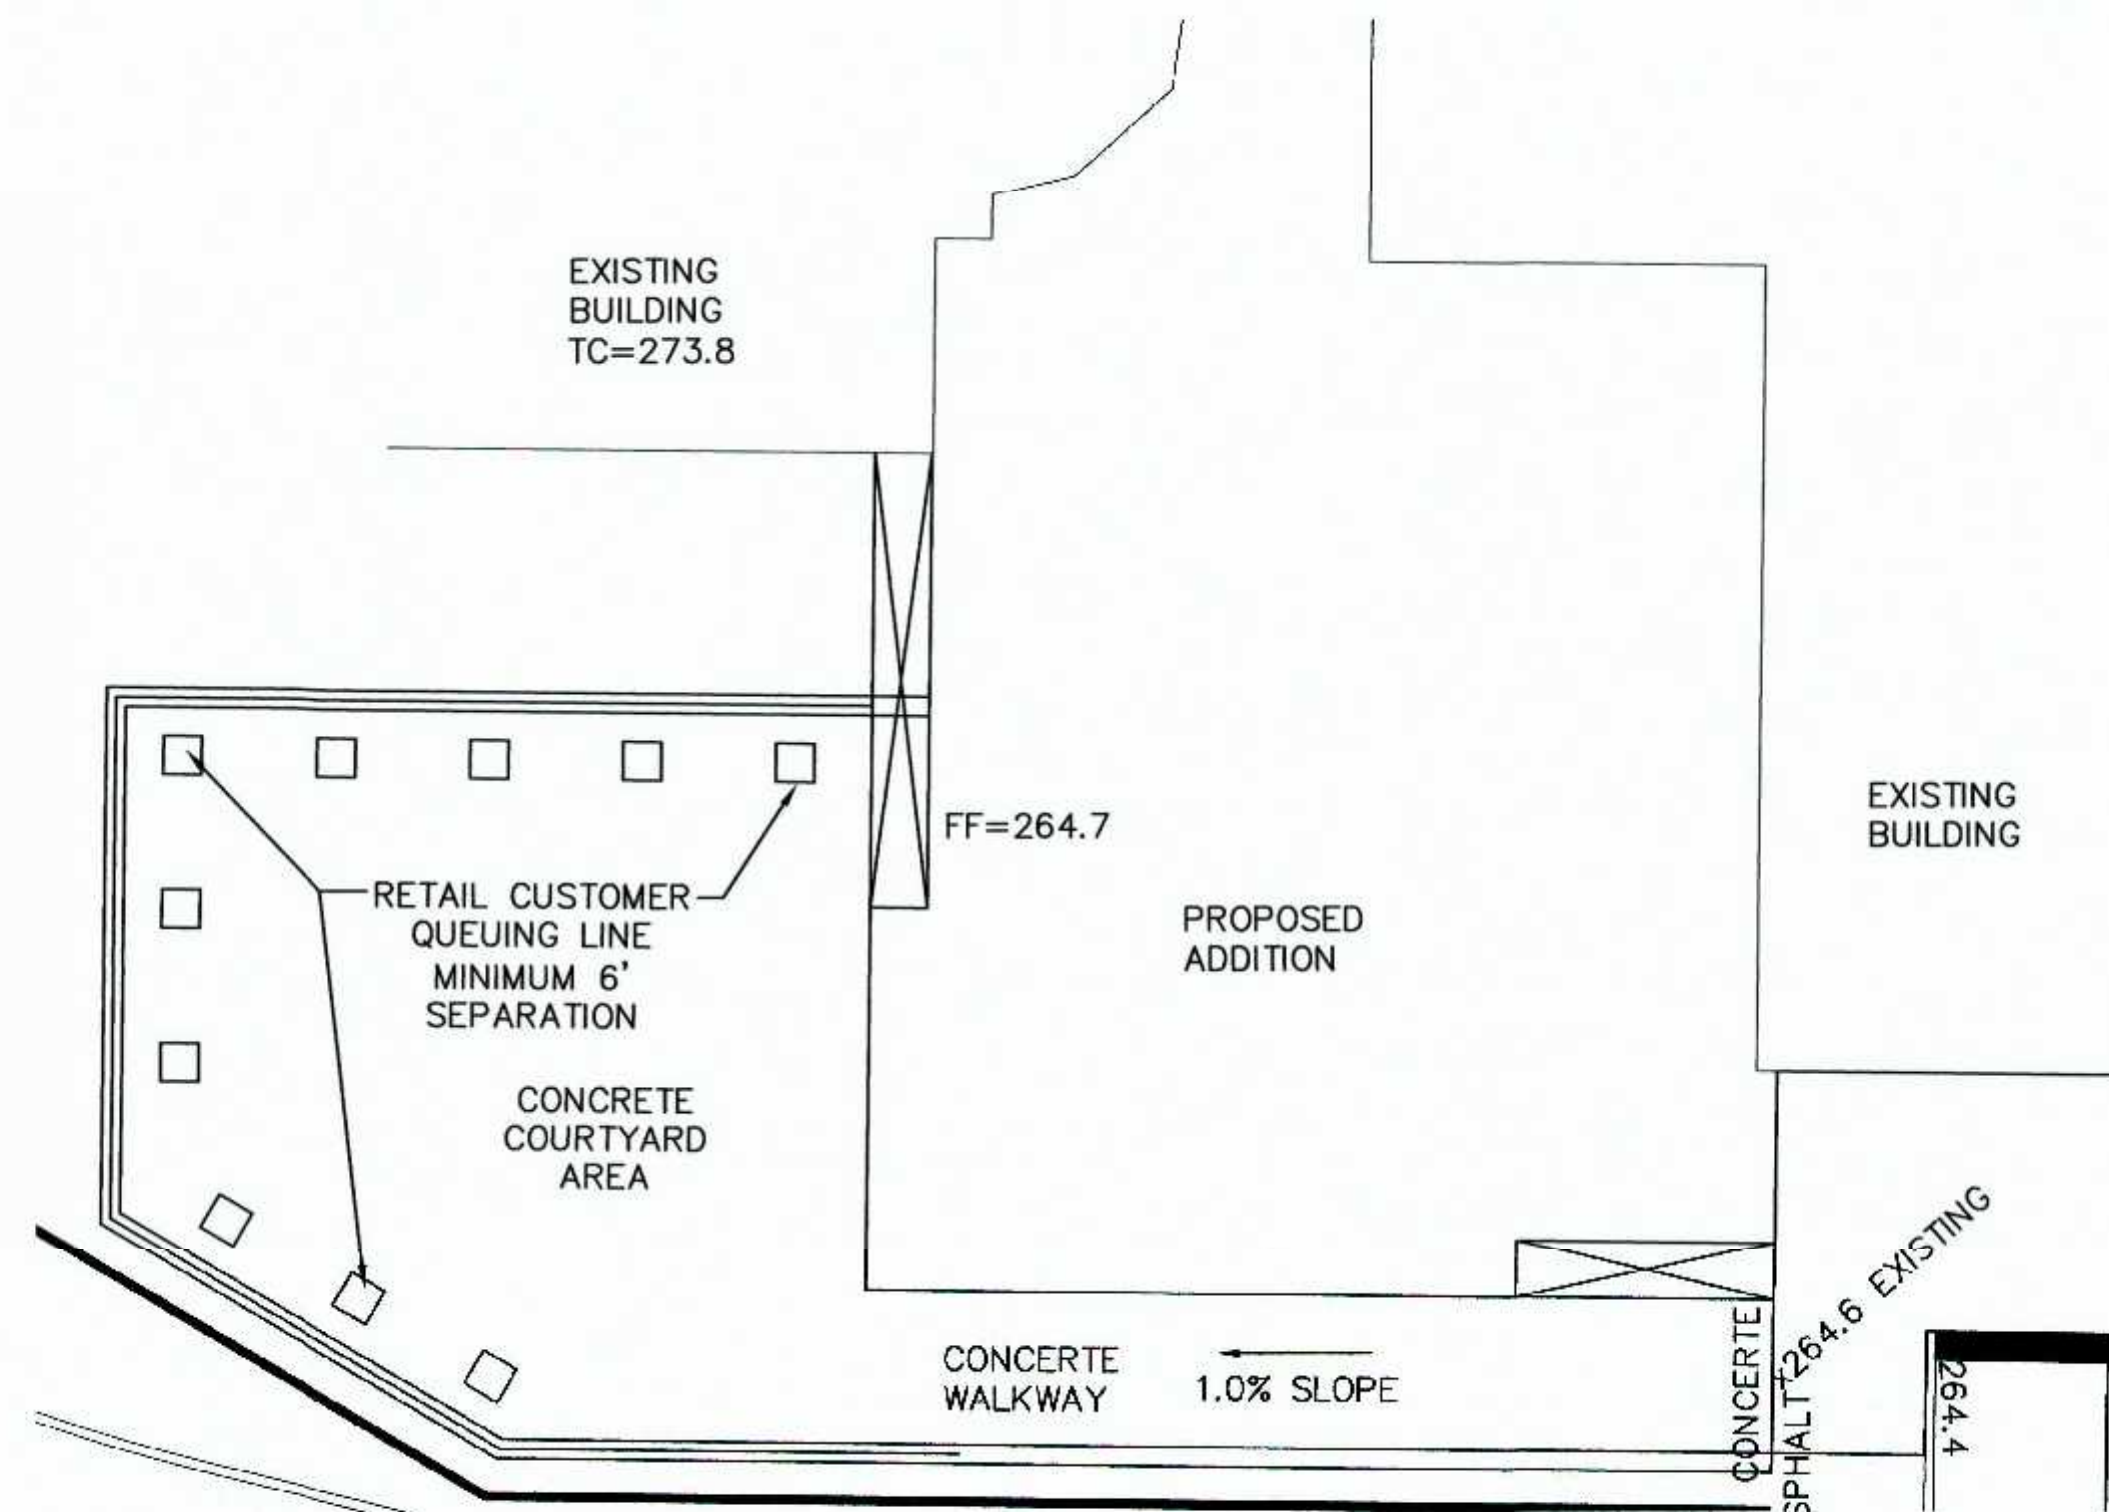 EXISTING
BUILDING
TC=273.8
EXISTING
BUILDING
FF=264.7
RETAIL CUSTOMER
QUEUING LINE
MINIMUM 6'
SEPARATION
PROPOSED
ADDITION
CONCRETE
COURTYARD
AREA
CONCERTE
WALKWAY
1.0% SLOPE
CONCERTE
SPHALT
264.6 EXISTING
264.4